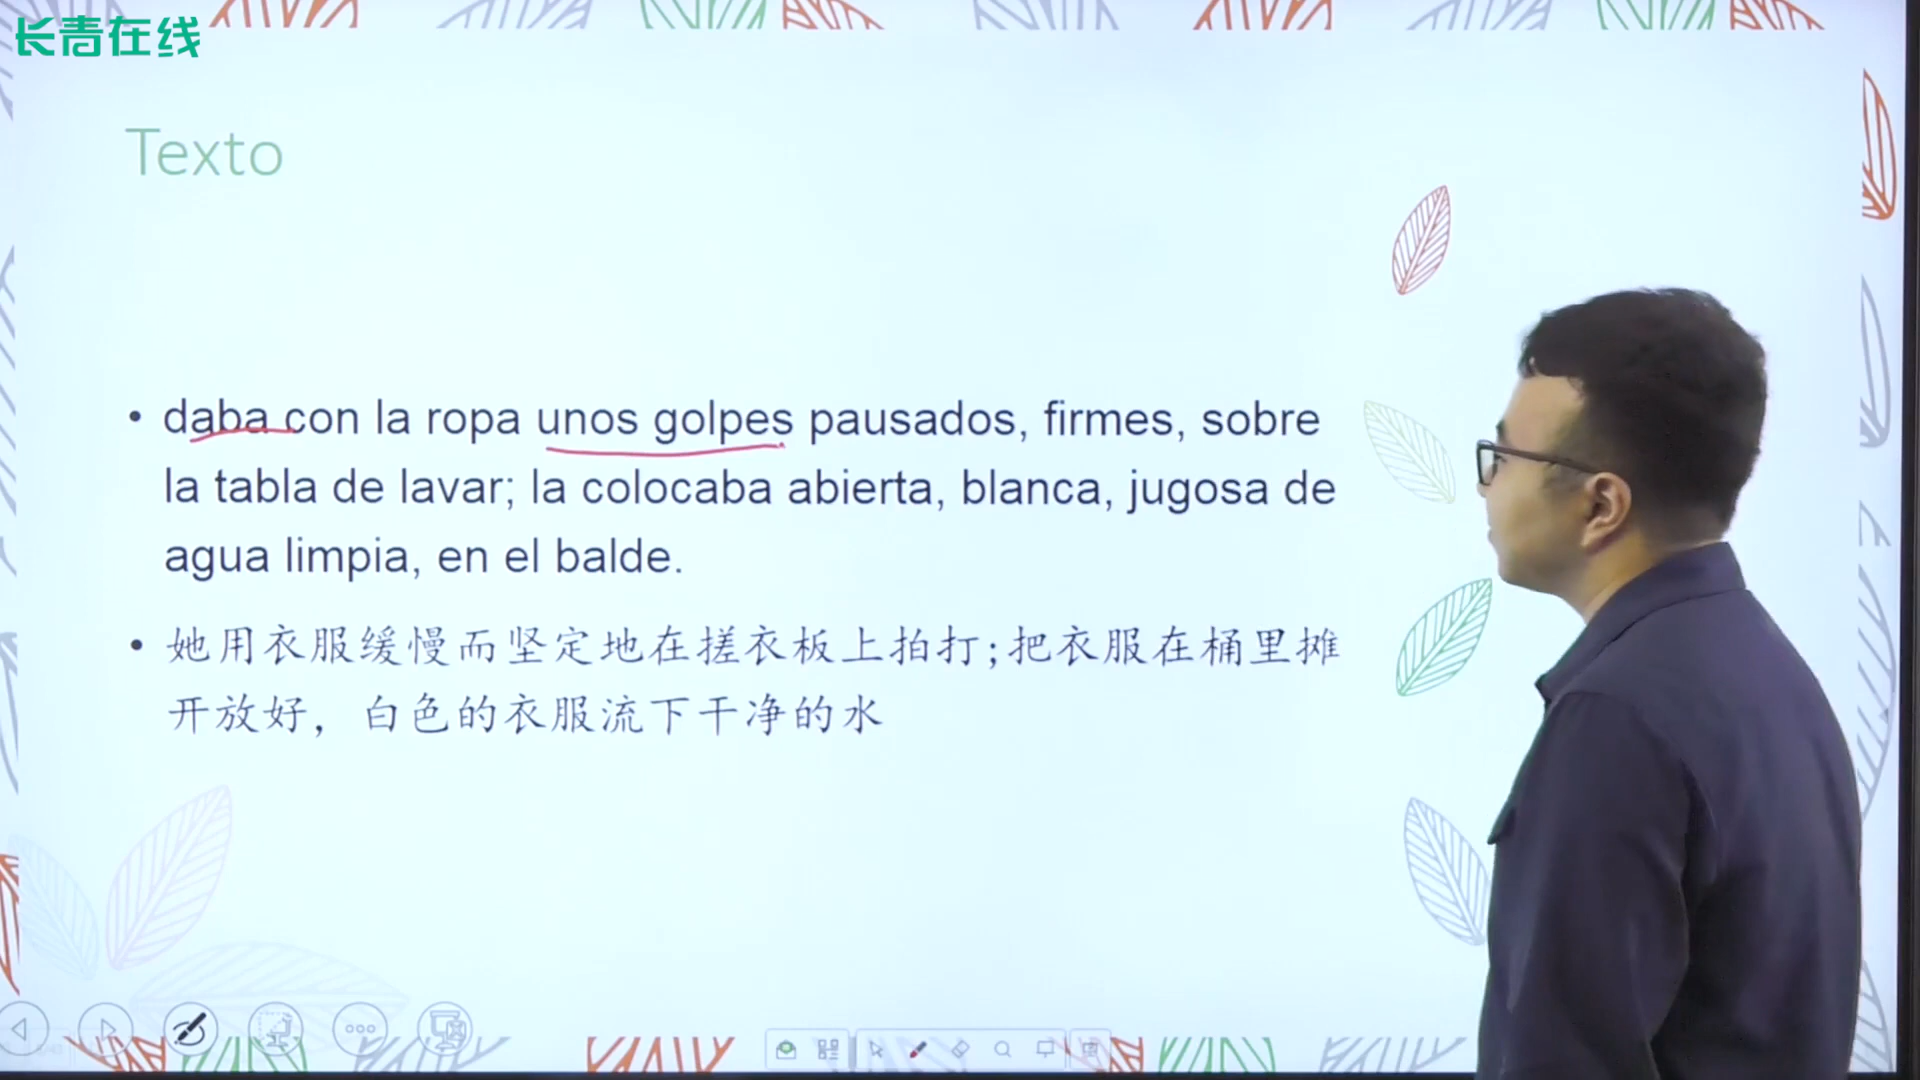 长青在线
Texto
• daba con la ropa unos golpes pausados, firmes, sobre
la tabla de lavar; la colocaba abierta, blanca, jugosa de
agua limpia, en el balde.
• 她用衣服缓慢而坚定地在搓衣板上拍打;把衣服在桶里摊
开放好，白色的衣服流下干净的水